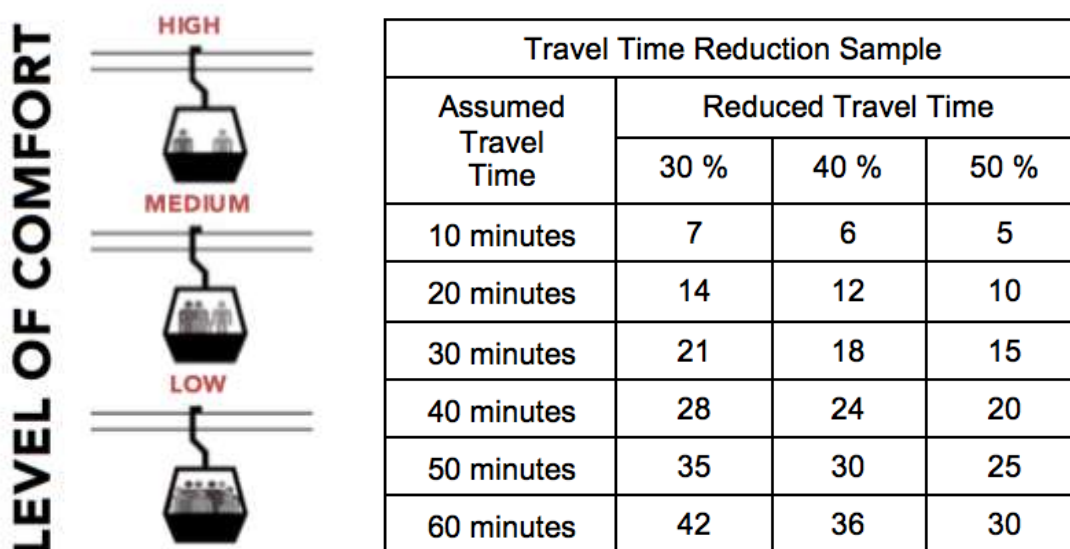 LEVEL OF COMFORT
HIGH
MEDIUM
LOW
Travel Time Reduction Sample
Assumed Travel Time
Reduced Travel Time
30 % 40 % 50 %
10 minutes 7 6 5
20 minutes 14 12 10
30 minutes 21 18 15
40 minutes 28 24 20
50 minutes 35 30 25
60 minutes 42 36 30